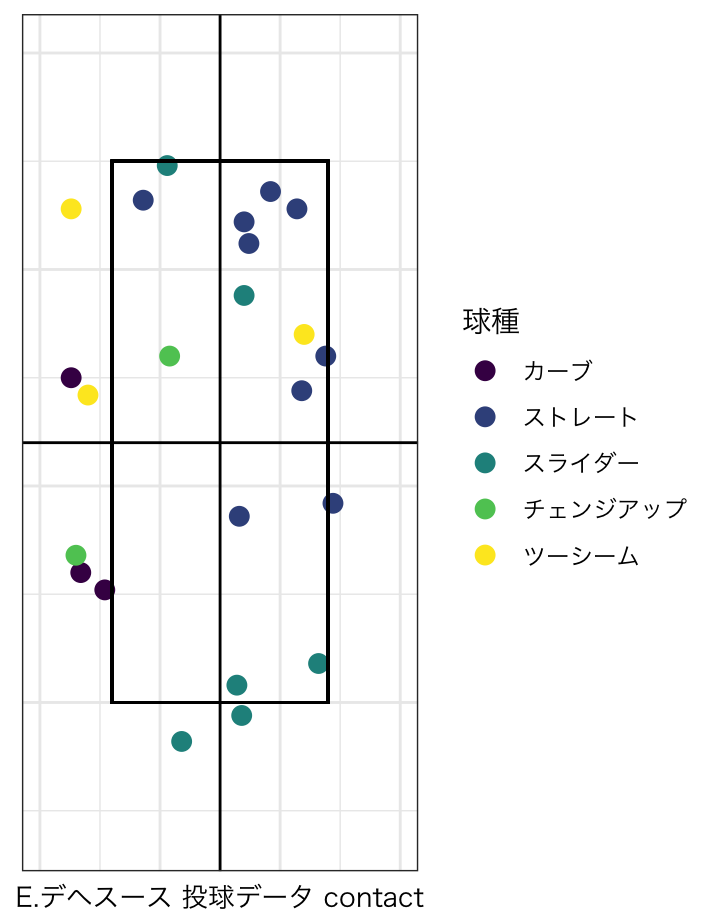 球種
カーブ
ストレート
スライダー
チェンジアップ
ツーシーム
E.デヘスース 投球データ contact